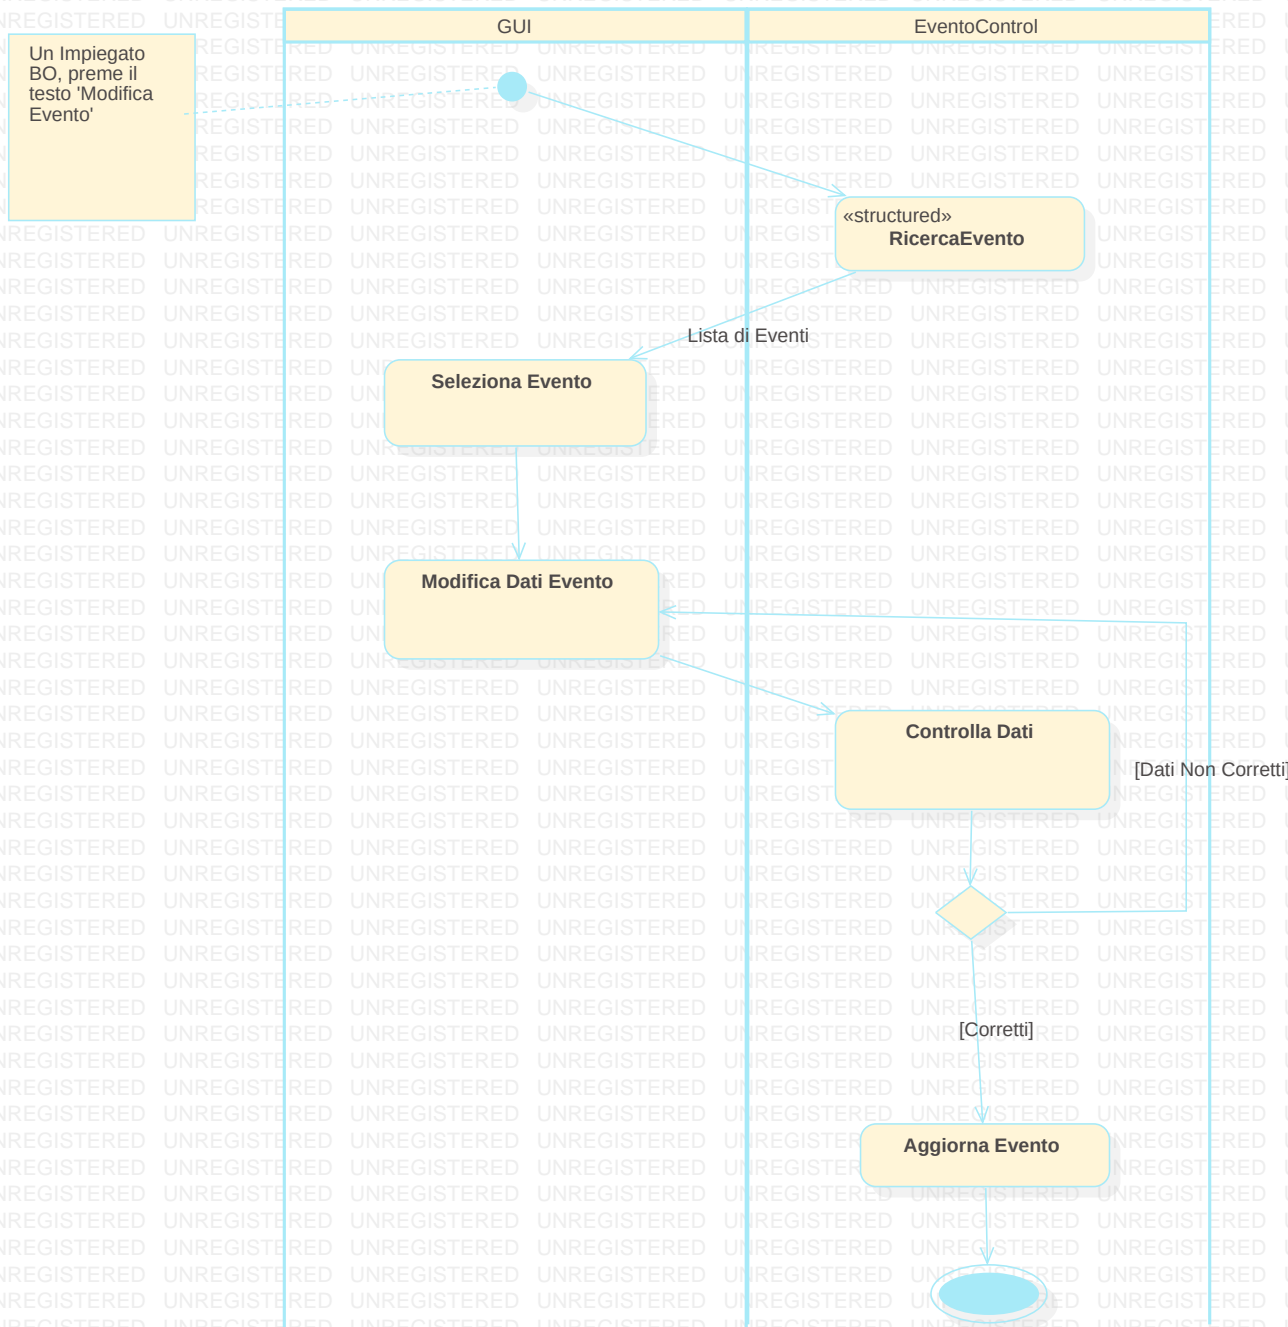 GUI
EventoControl
Un Impiegato
BO, preme il
testo 'Modifica
Evento'
«structured»
RicercaEvento
Lista di Eventi
Seleziona Evento
Modifica Dati Evento
Controlla Dati
[Dati Non Corretti]
[Corretti]
Aggiorna Evento
UNREGISTERED